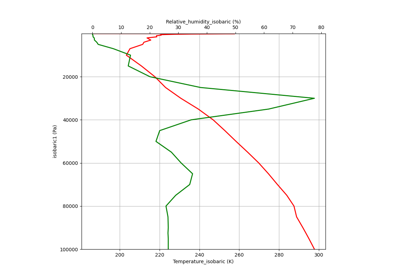 Relative_humidity_isobaric (%)
0 10 20 30 40 50 60 70 80
isobaric1 (Pa)
20000
40000
60000
80000
100000
200 220 240 260 280 300
Temperature_isobaric (K)